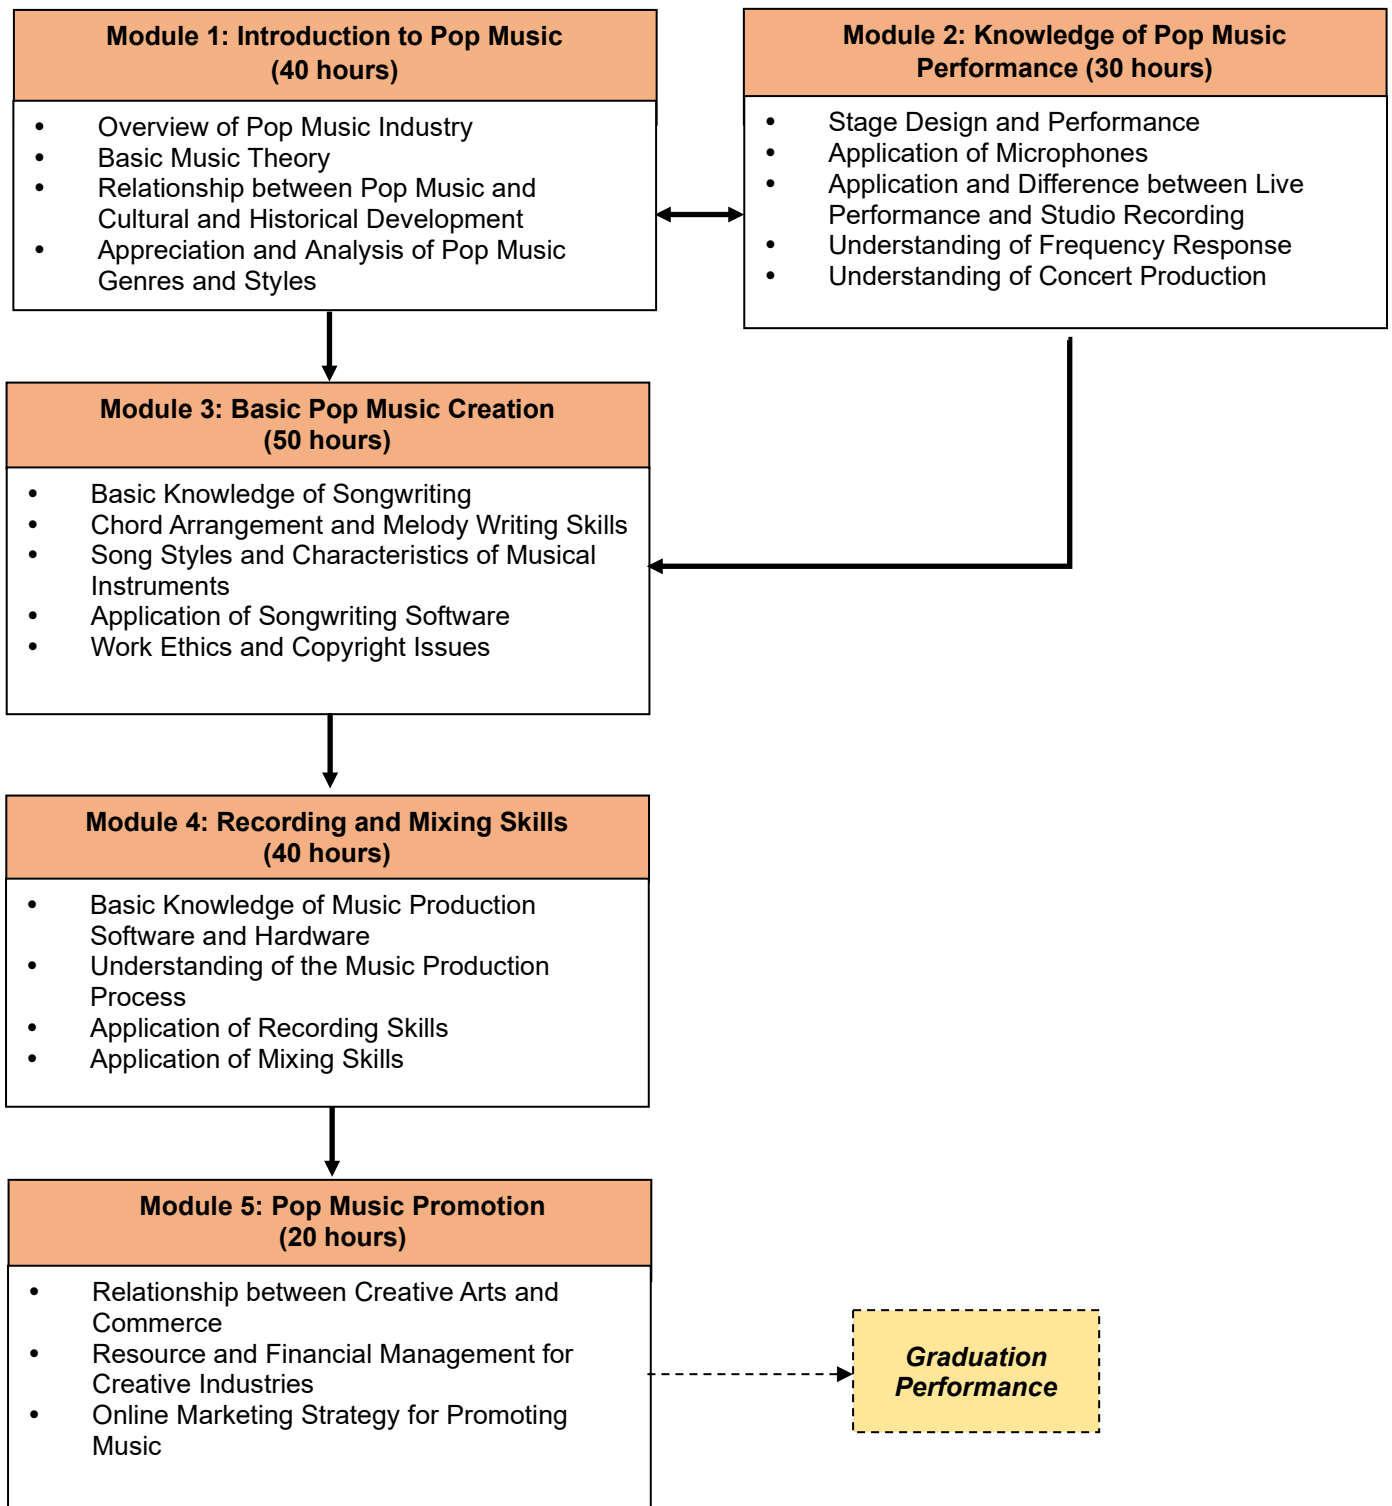 Module 1: Introduction to Pop Music
(40 hours)
• Overview of Pop Music Industry
• Basic Music Theory
• Relationship between Pop Music and
Cultural and Historical Development
• Appreciation and Analysis of Pop Music
Genres and Styles
Module 2: Knowledge of Pop Music
Performance (30 hours)
• Stage Design and Performance
• Application of Microphones
• Application and Difference between Live
Performance and Studio Recording
• Understanding of Frequency Response
• Understanding of Concert Production
Module 3: Basic Pop Music Creation
(50 hours)
• Basic Knowledge of Songwriting
• Chord Arrangement and Melody Writing Skills
• Song Styles and Characteristics of Musical
Instruments
• Application of Songwriting Software
• Work Ethics and Copyright Issues
Module 4: Recording and Mixing Skills
(40 hours)
• Basic Knowledge of Music Production
Software and Hardware
• Understanding of the Music Production
Process
• Application of Recording Skills
• Application of Mixing Skills
Module 5: Pop Music Promotion
(20 hours)
• Relationship between Creative Arts and
Commerce
• Resource and Financial Management for
Creative Industries
• Online Marketing Strategy for Promoting
Music
Graduation
Performance